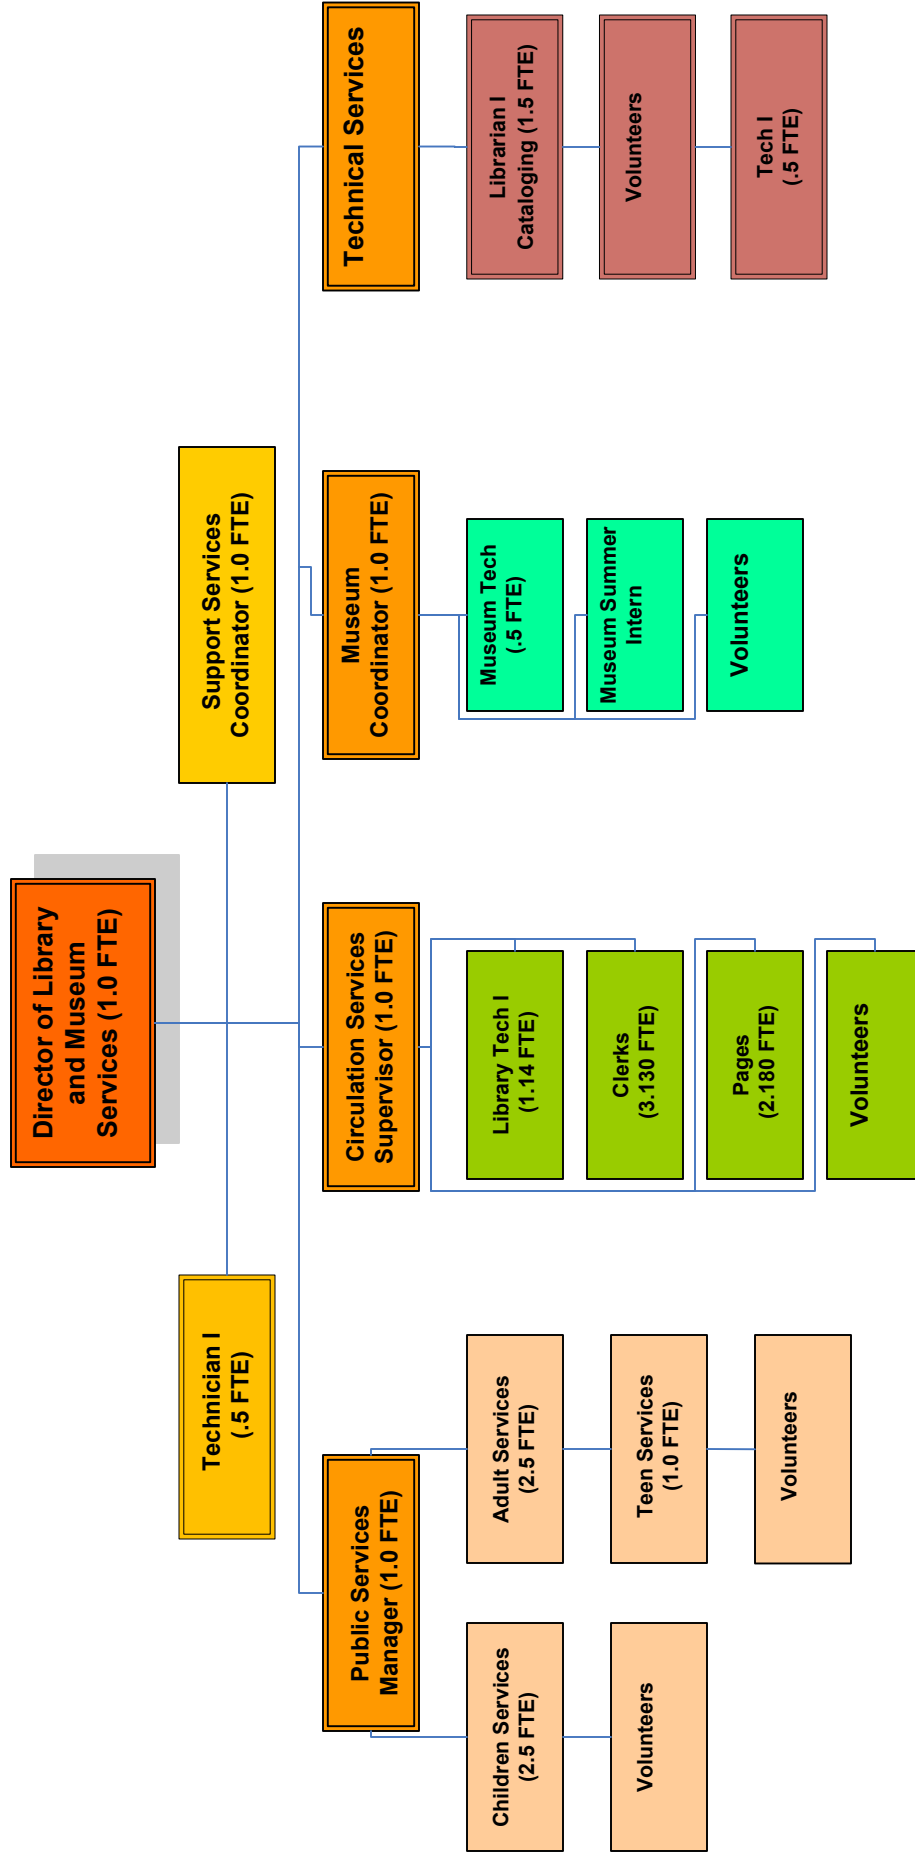 Director of Library
and Museum
Services (1.0 FTE)
Technician I
(.5 FTE)
Support Services
Coordinator (1.0 FTE)
Public Services
Manager (1.0 FTE)
Circulation Services
Supervisor (1.0 FTE)
Museum
Coordinator (1.0 FTE)
Technical Services
Children Services
(2.5 FTE)
Volunteers
Adult Services
(2.5 FTE)
Teen Services
(1.0 FTE)
Volunteers
Library Tech I
(1.14 FTE)
Clerks
(3.130 FTE)
Pages
(2.180 FTE)
Volunteers
Museum Tech
(.5 FTE)
Museum Summer
Intern
Volunteers
Librarian I
Cataloging (1.5 FTE)
Volunteers
Tech I
(.5 FTE)